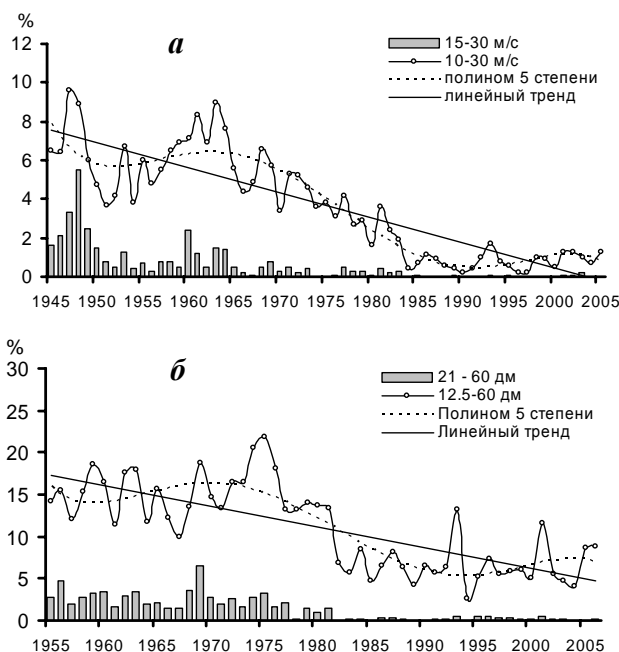 %
а
12
10
8
6
4
2
0
15-30 м/с
10-30 м/с
полином 5 степени
линейный тренд
1945 1950 1955 1960 1965 1970 1975 1980 1985 1990 1995 2000 2005
%
б
30
25
20
15
10
5
0
21 - 60 дм
12.5-60 дм
Полином 5 степени
Линейный тренд
1955 1960 1965 1970 1975 1980 1985 1990 1995 2000 2005